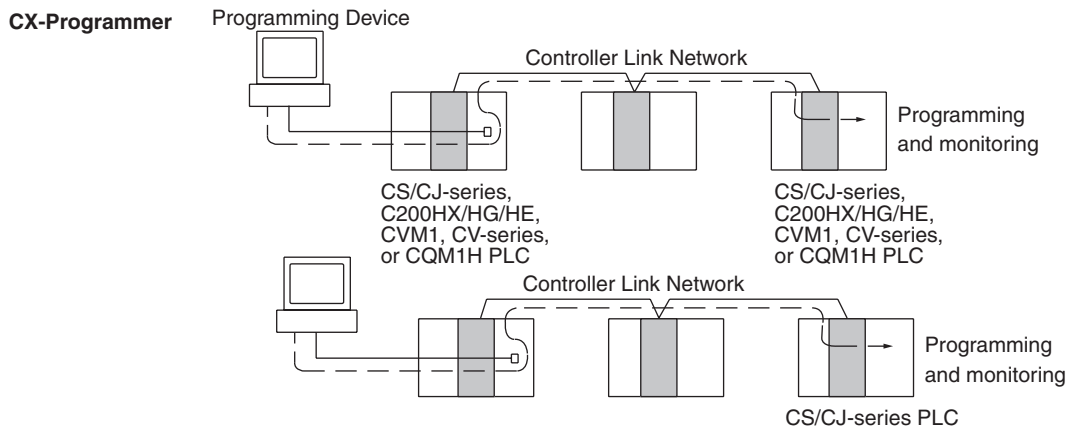 CX-Programmer
Programming Device
Controller Link Network
Programming
and monitoring
CS/CJ-series,
C200HX/HG/HE,
CVM1, CV-series,
or CQM1H PLC
CS/CJ-series,
C200HX/HG/HE,
CVM1, CV-series,
or CQM1H PLC
Controller Link Network
Programming
and monitoring
CS/CJ-series PLC